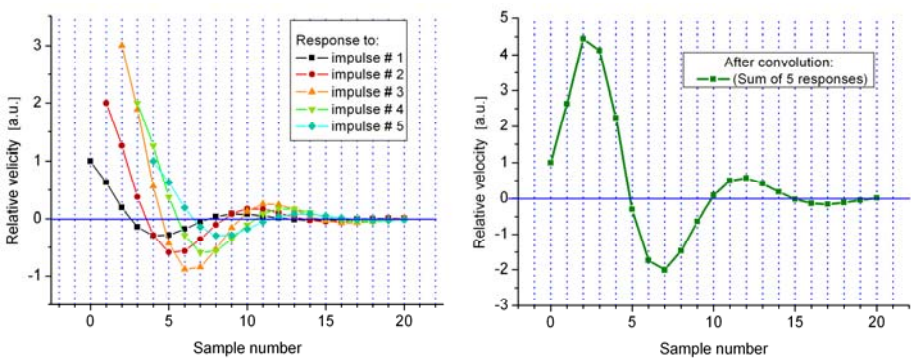 Response to:
impulse # 1
impulse # 2
impulse # 3
impulse # 4
impulse # 5
3
2
1
0
-1
0
5
10
15
20
Relative velicity [a.u.]
Sample number
After convolution:
(Sum of 5 responses)
5
4
3
2
1
0
-1
-2
-3
0
5
10
15
20
Relative velocity [a.u.]
Sample number